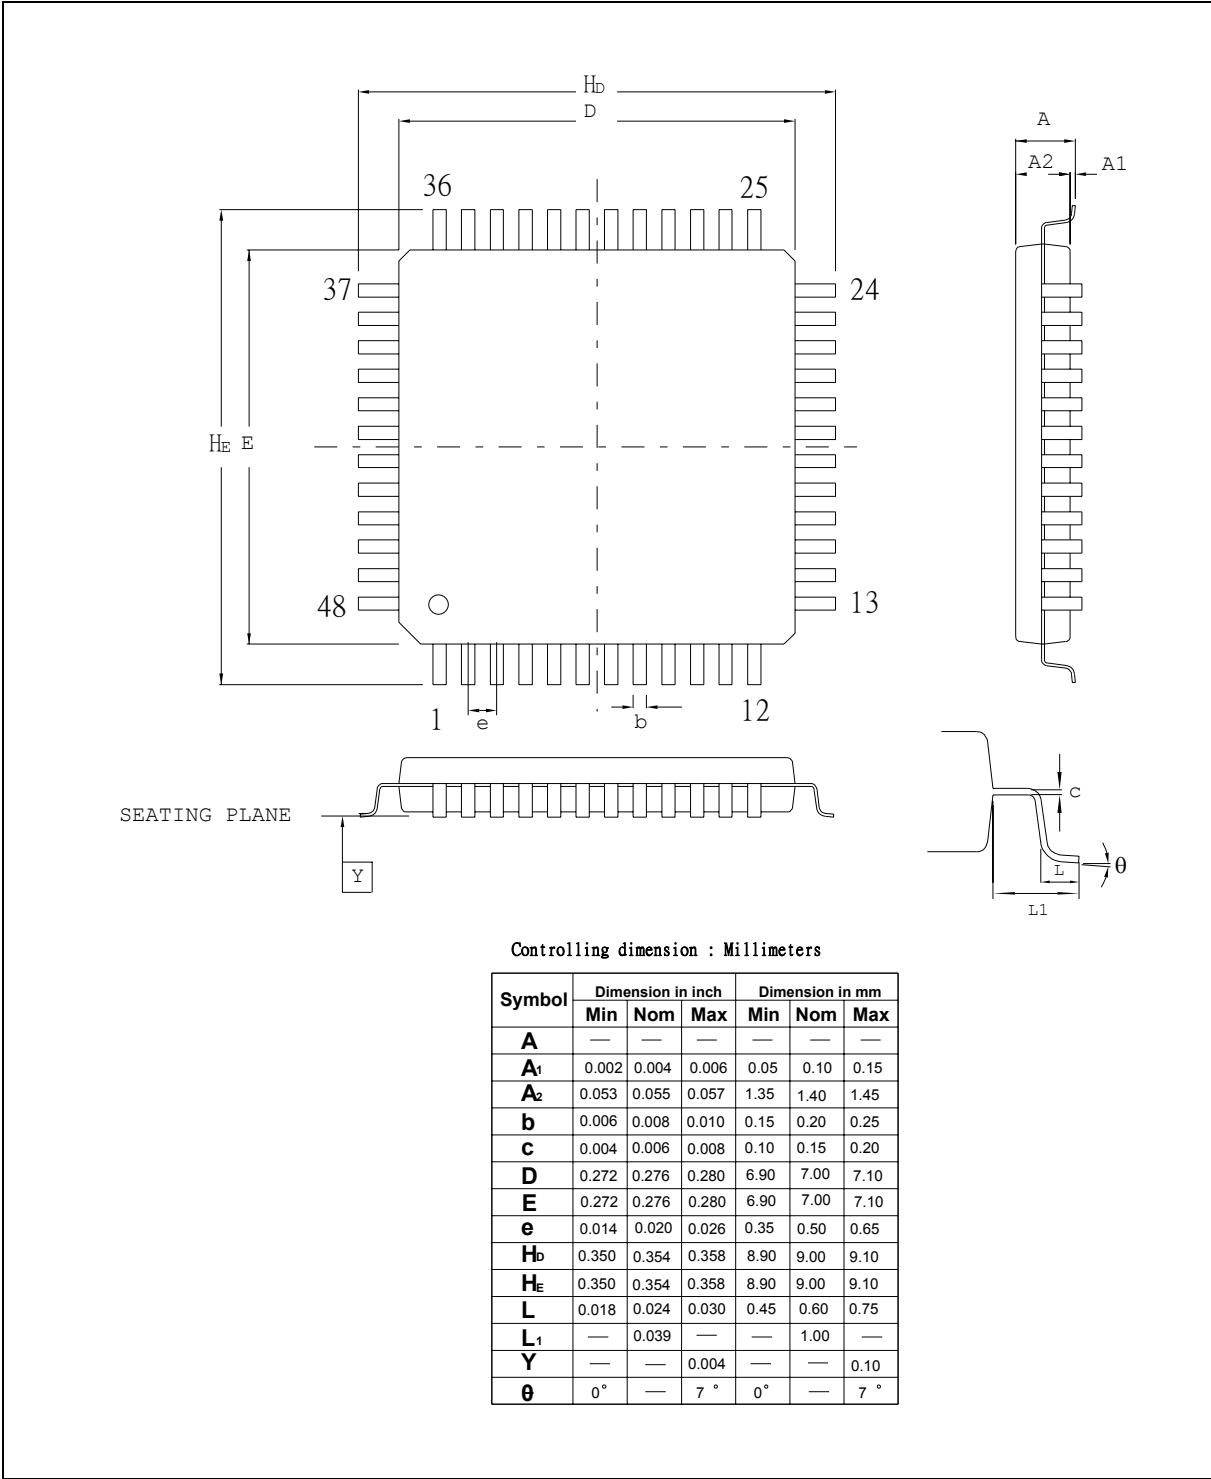 HD
D
A
A2 A1
36 25
37 24
HE E
48 13
1 e b 12
SEATING PLANE
Y
c
L θ
L1
Controlling dimension : Millimeters
Symbol Dimension in inch Dimension in mm
Min Nom Max Min Nom Max
A — — — — — —
A1 0.002 0.004 0.006 0.05 0.10 0.15
A2 0.053 0.055 0.057 1.35 1.40 1.45
b 0.006 0.008 0.010 0.15 0.20 0.25
c 0.004 0.006 0.008 0.10 0.15 0.20
D 0.272 0.276 0.280 6.90 7.00 7.10
E 0.272 0.276 0.280 6.90 7.00 7.10
e 0.014 0.020 0.026 0.35 0.50 0.65
HD 0.350 0.354 0.358 8.90 9.00 9.10
HE 0.350 0.354 0.358 8.90 9.00 9.10
L 0.018 0.024 0.030 0.45 0.60 0.75
L1 — 0.039 — — 1.00 —
Y — — 0.004 — — 0.10
θ 0° — 7° 0° — 7°